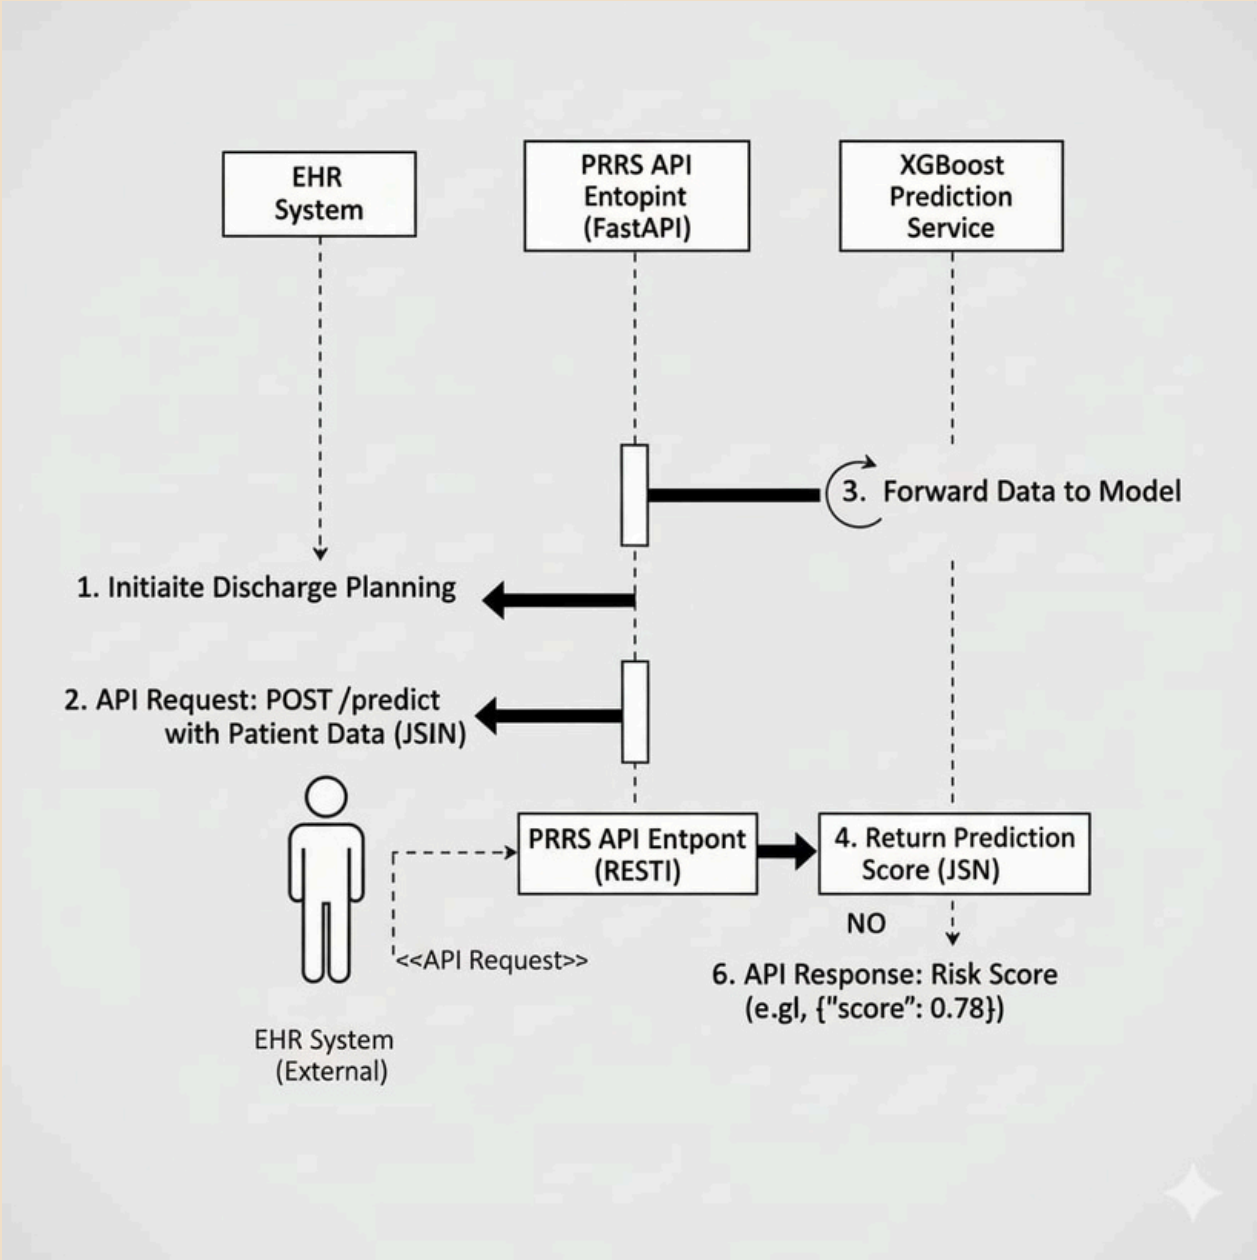 EHR
System
PRRS API
Entopint
(FastAPI)
XGBoost
Prediction
Service
3. Forward Data to Model
1. Initiaite Discharge Planning
2. API Request: POST /predict
with Patient Data (JSIN)
PRRS API Entpont
(RESTI)
4. Return Prediction
Score (JSN)
NO
<<API Request>>
6. API Response: Risk Score
(e.gl, {"score": 0.78})
EHR System
(External)